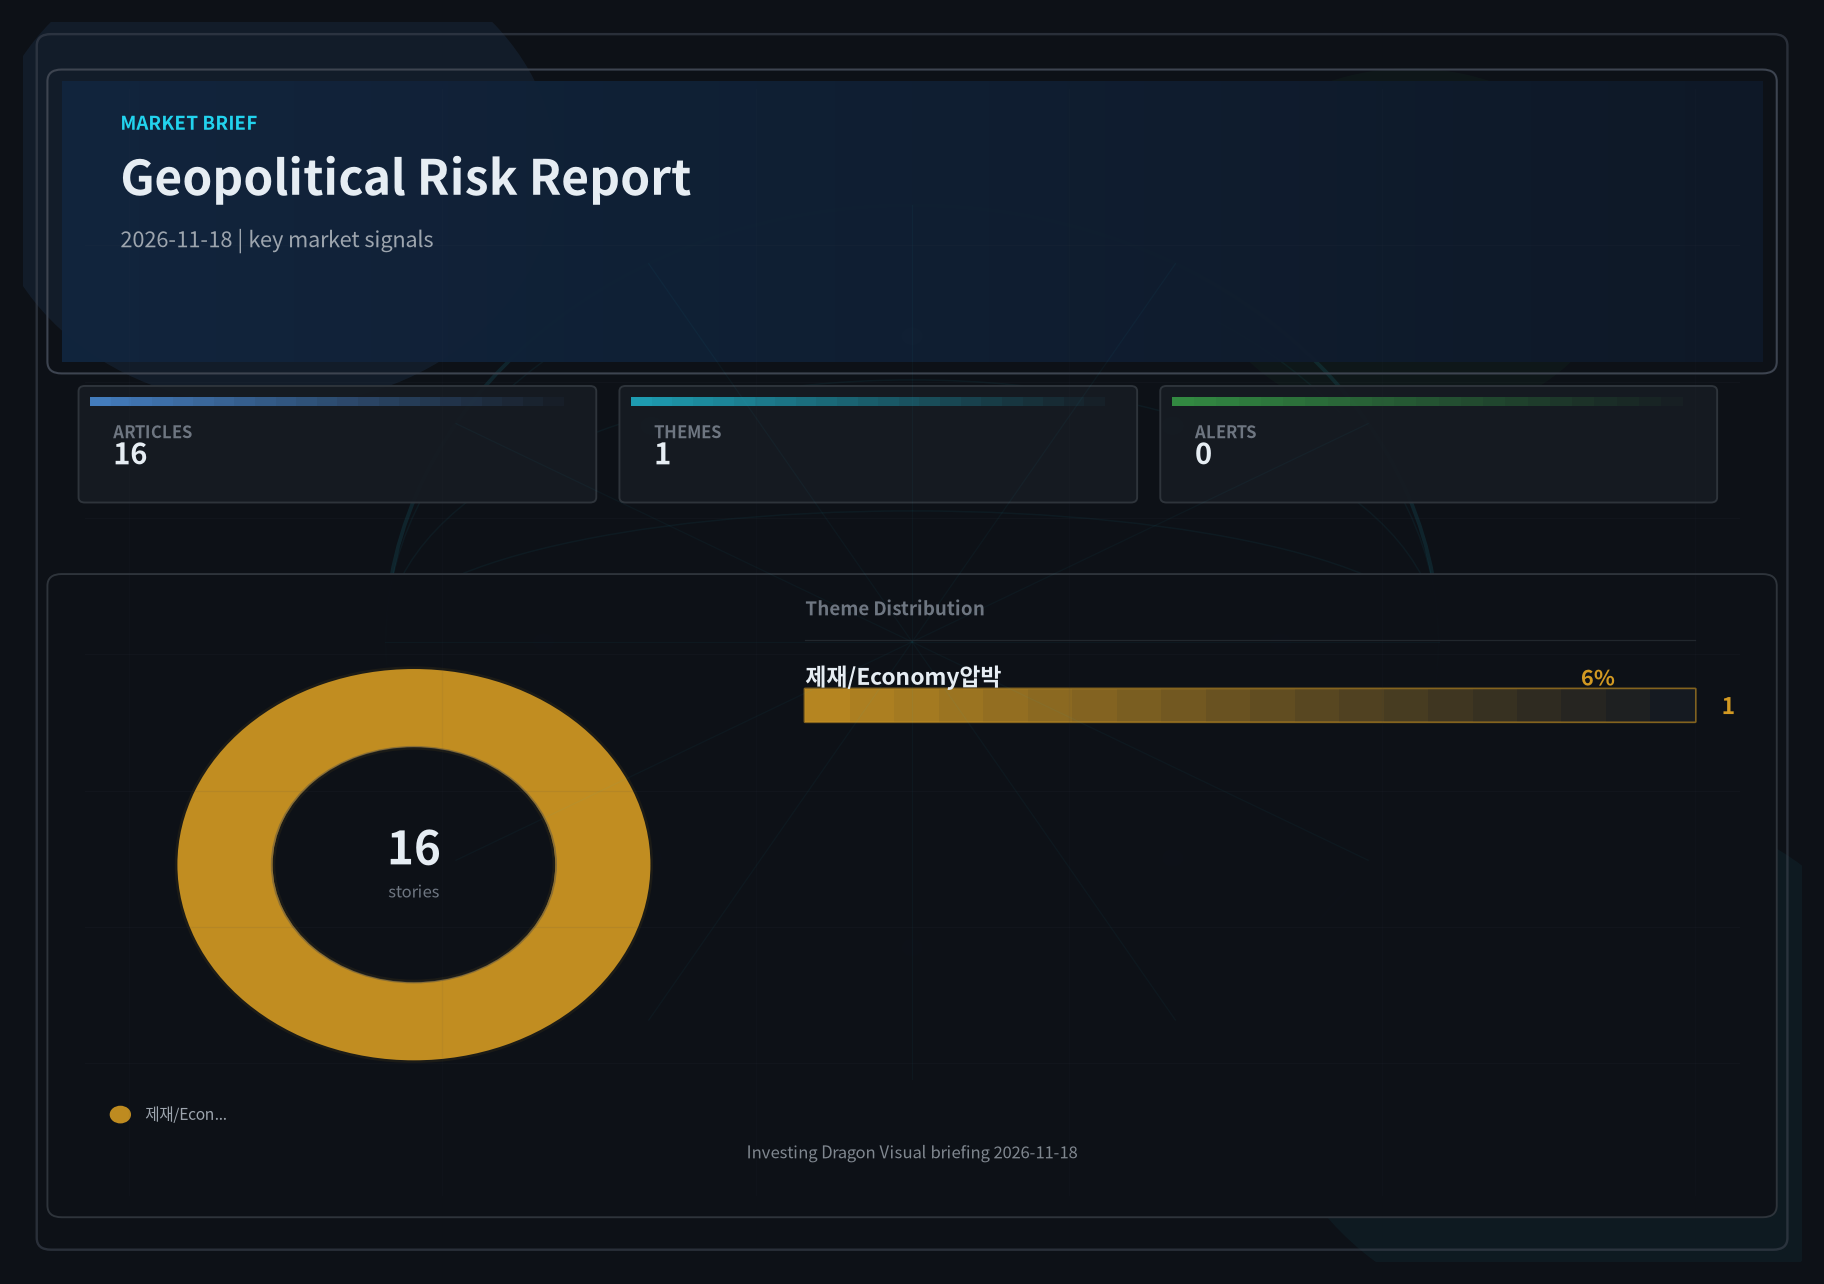 MARKET BRIEF
Geopolitical Risk Report
2026-11-18 | key market signals
ARTICLES
16
THEMES
1
ALERTS
0
Theme Distribution
제재/Economy압박
6%
1
16
stories
제재/Econ...
Investing Dragon Visual briefing 2026-11-18